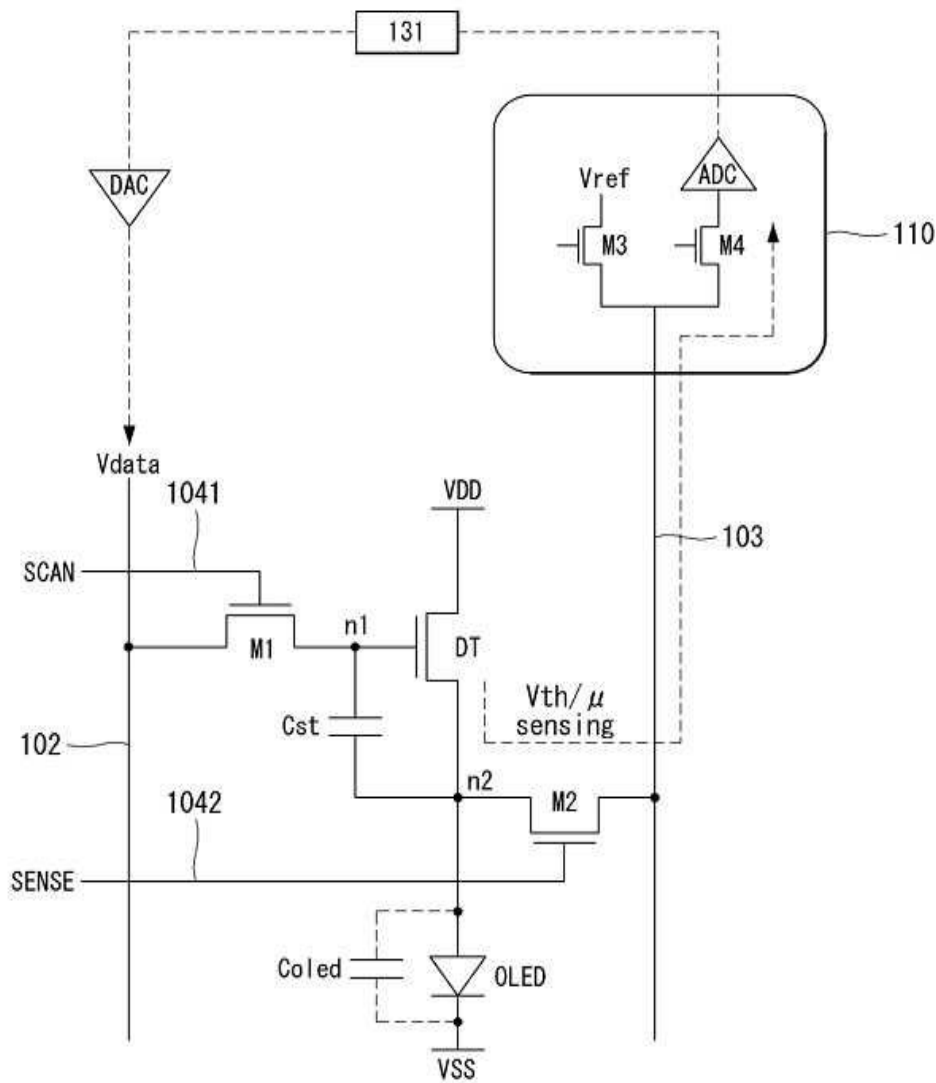 131
DAC
ADC
Vref
M3
M4
110
Vdata
1041
VDD
103
SCAN
n1
M1
DT
Vth/μ
sensing
Cst
102
n2
M2
1042
SENSE
Coled
OLED
VSS